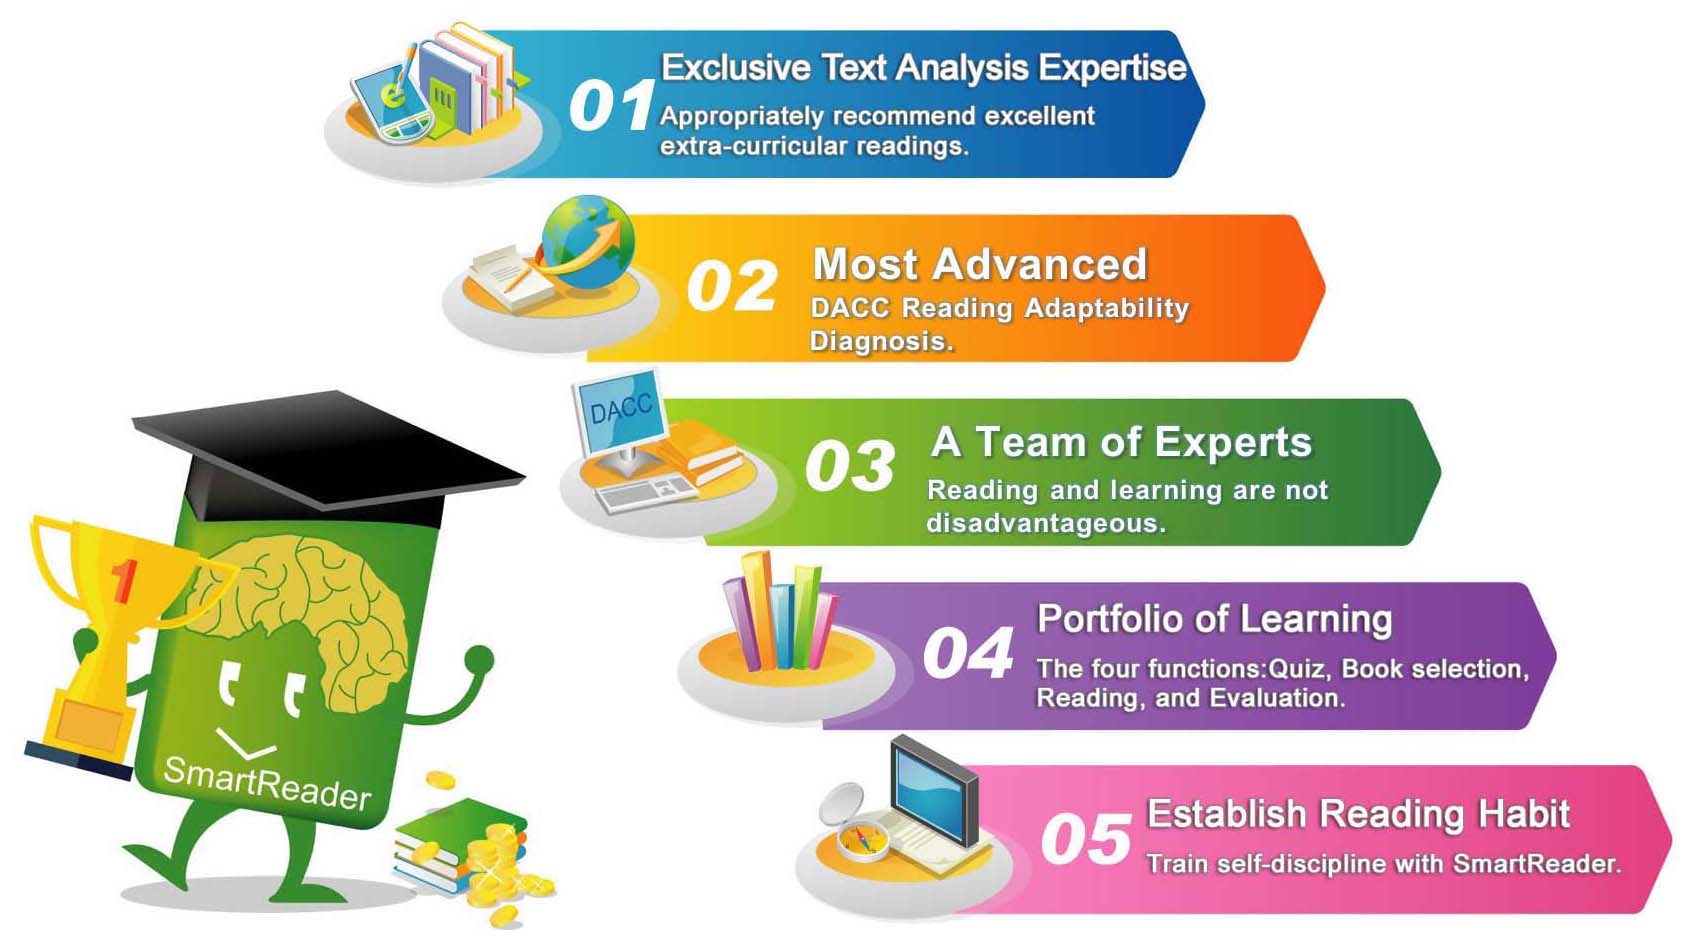 01
Exclusive Text Analysis Expertise
Appropriately recommend excellent
extra-curricular readings.
02
Most Advanced
DACC Reading Adaptability
Diagnosis.
DACC
03
A Team of Experts
Reading and learning are not
disadvantageous.
04
Portfolio of Learning
The four functions:Quiz, Book selection,
Reading, and Evaluation.
05
Establish Reading Habit
Train self-discipline with SmartReader.
1
SmartReader
e